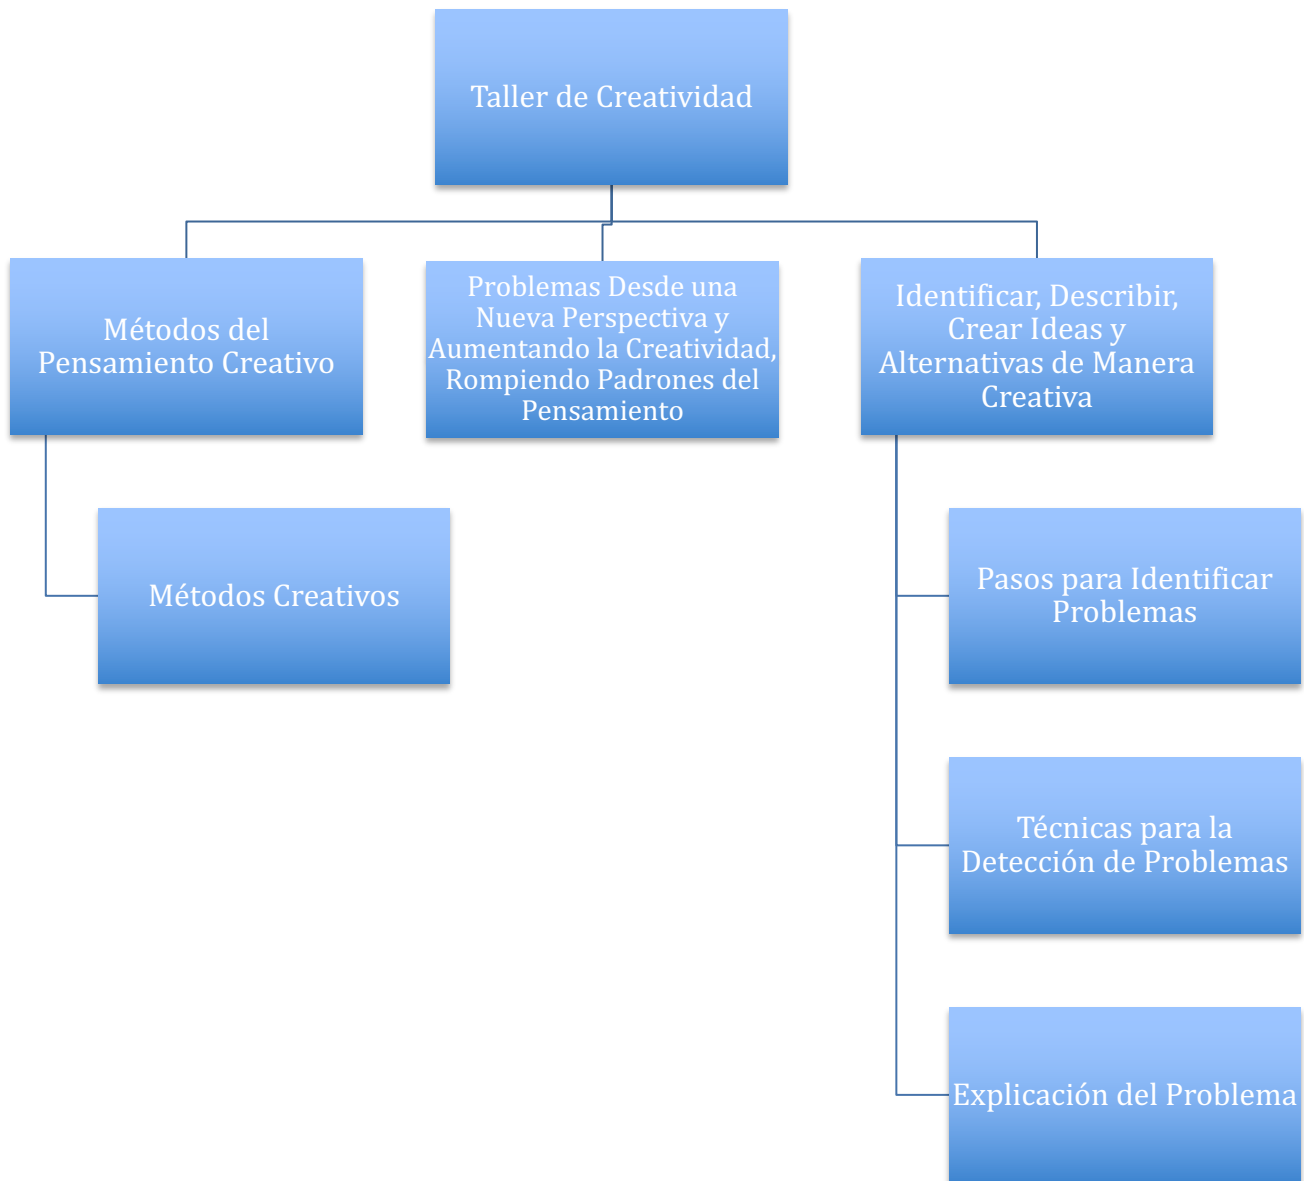 Taller de Creatividad
Métodos del
Pensamiento Creativo
Problemas Desde una
Nueva Perspectiva y
Aumentando la Creatividad,
Rompiendo Padrones del
Pensamiento
Identificar, Describir,
Crear Ideas y
Alternativas de Manera
Creativa
Métodos Creativos
Pasos para Identificar
Problemas
Técnicas para la
Detección de Problemas
Explicación del Problema